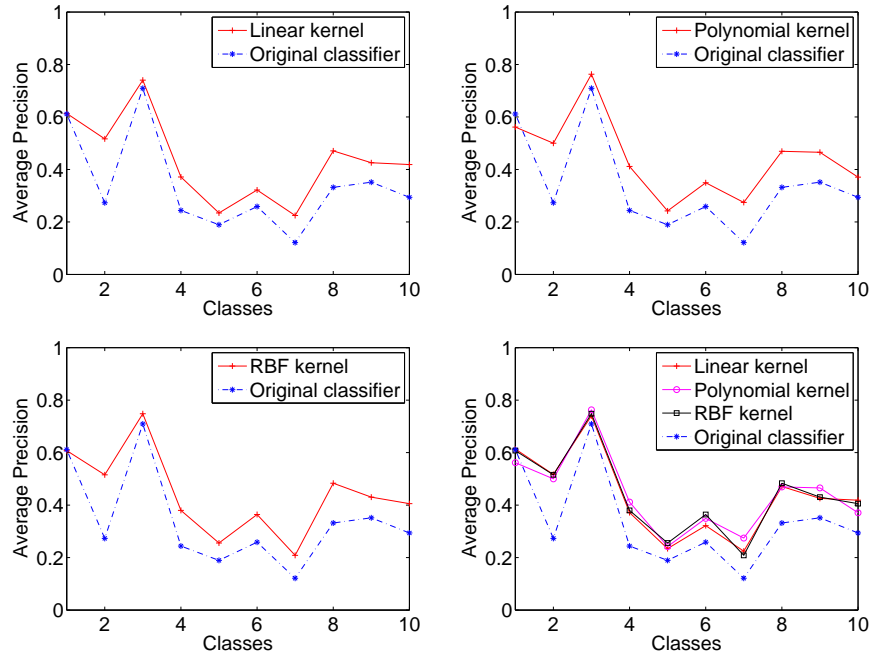 Linear kernel
Original classifier
1
0.8
0.6
0.4
0.2
0
Average Precision
2
4
6
8
10
Classes
Polynomial kernel
Original classifier
1
0.8
0.6
0.4
0.2
0
Average Precision
2
4
6
8
10
Classes
RBF kernel
Original classifier
1
0.8
0.6
0.4
0.2
0
Average Precision
2
4
6
8
10
Classes
Linear kernel
Polynomial kernel
RBF kernel
Original classifier
1
0.8
0.6
0.4
0.2
0
Average Precision
2
4
6
8
10
Classes